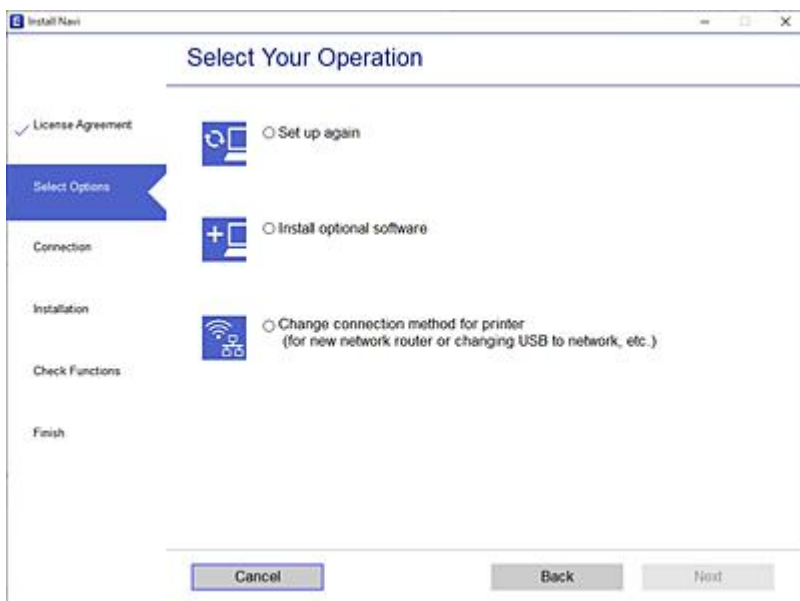 E Install Navi
Select Your Operation
License Agreement
Select Options
Connection
Installation
Check Functions
Finish
Set up again
Install optional software
Change connection method for printer
(for new network router or changing USB to network, etc.)
Cancel
Back
Next